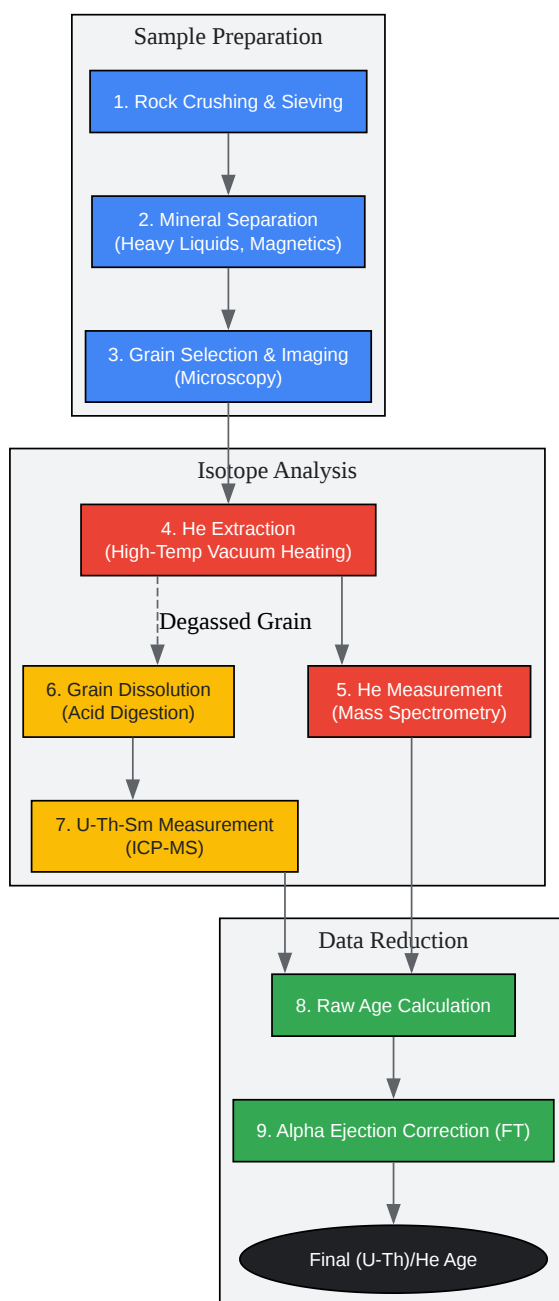 Sample Preparation
1. Rock Crushing & Sieving
2. Mineral Separation
(Heavy Liquids, Magnetics)
3. Grain Selection & Imaging
(Microscopy)
Isotope Analysis
4. He Extraction
(High-Temp Vacuum Heating)
Degassed Grain
6. Grain Dissolution
(Acid Digestion)
5. He Measurement
(Mass Spectrometry)
7. U-Th-Sm Measurement
(ICP-MS)
Data Reduction
8. Raw Age Calculation
9. Alpha Ejection Correction (FT)
Final (U-Th)/He Age